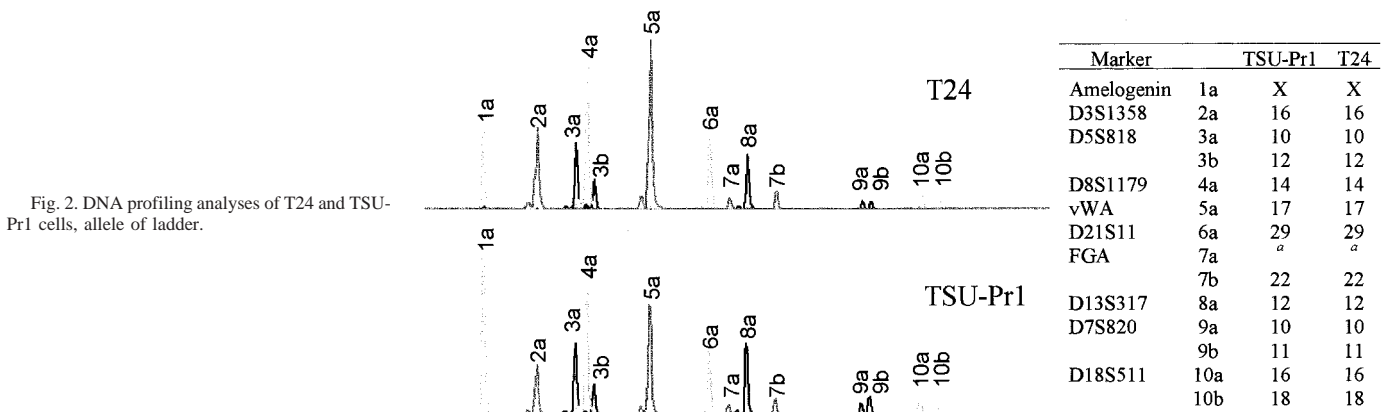 Fig. 2. DNA profiling analyses of T24 and TSU-
Pr1 cells, allele of ladder.
1a 2a 3a 4a 3b 5a 6a 7a 8a 7b 9a 9b 10a 10b
T24
1a 2a 3a 4a 3b 5a 6a 7a 8a 7b 9a 9b 10a 10b
TSU-Pr1
Marker TSU-Pr1 T24
Amelogenin 1a X X
D3S1358 2a 16 16
D5S818 3a 10 10
3b 12 12
D8S1179 4a 14 14
vWA 5a 17 17
D21S11 6a 29 29
FGA 7a a a
7b 22 22
D13S317 8a 12 12
D7S820 9a 10 10
9b 11 11
D18S511 10a 16 16
10b 18 18